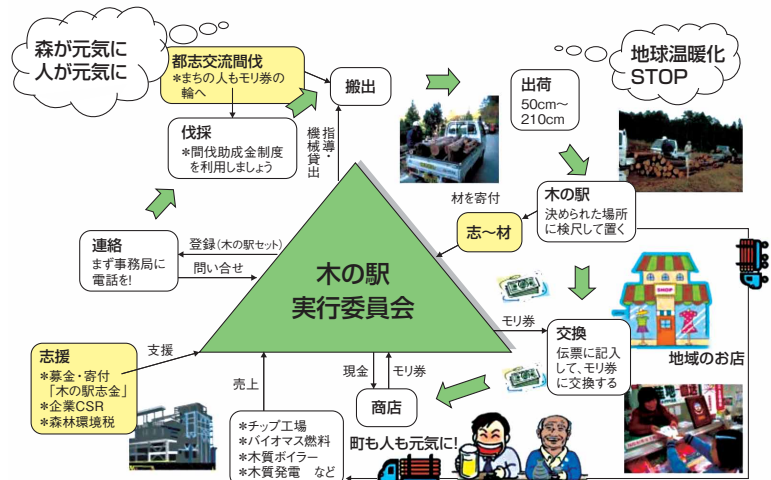 森が元気に
人が元気に
都志交流間伐
＊まちの人もモリ券の
輪へ
搬出
出荷
50cm～
210cm
地球温暖化
STOP
伐採
＊間伐助成金制度
を利用しましょう
指導・
機械貸出
材を寄付
志～材
木の駅
決められた場所
に検尺して置く
連絡
まず事務局に
電話を!
登録（木の駅セット）
問い合せ
木の駅
実行委員会
SHOP
地域のお店
モリ券
交換
伝票に記入
して、モリ券
に交換する
志援
＊募金・寄付
「木の駅志金」
＊企業CSR
＊森林環境税
支援
売上
現金
モリ券
商店
＊チップ工場
＊バイオマス燃料
＊木質ボイラー
＊木質発電 など
町も人も元気に!